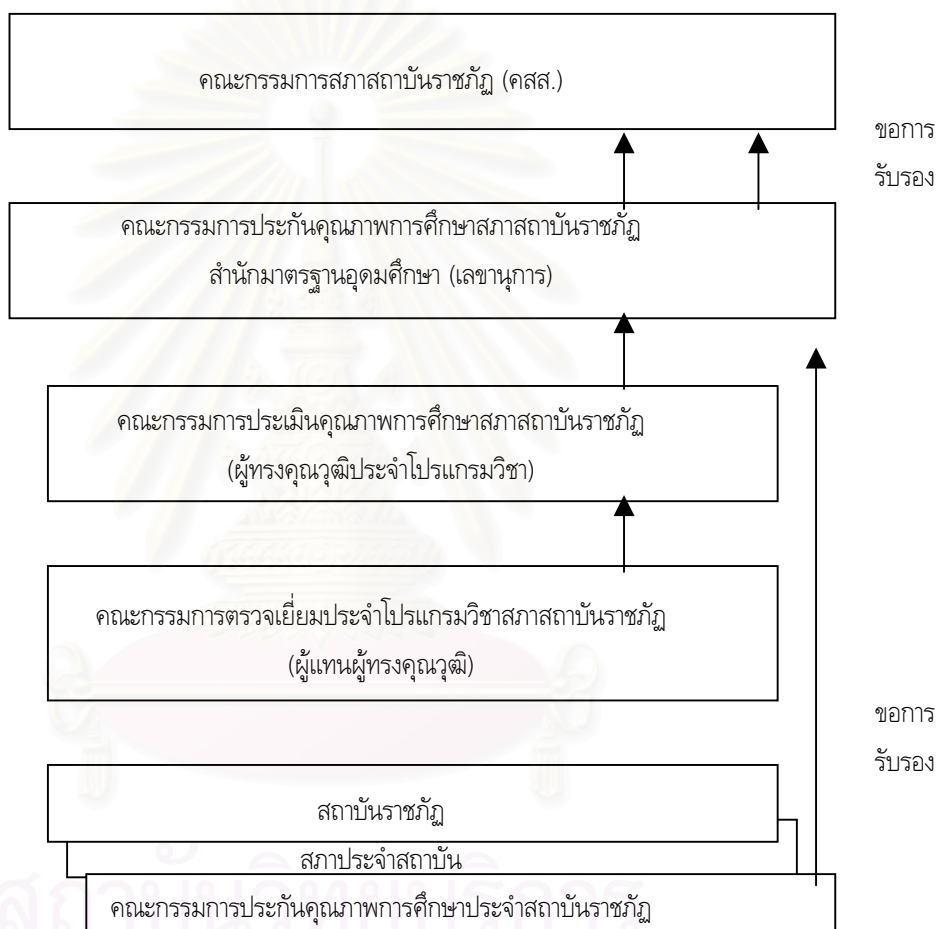 คณะกรรมการสภาสถาบันราชภัฏ (คสส.)
ขอการ
รับรอง
คณะกรรมการประกันคุณภาพการศึกษาสภาสถาบันราชภัฏ
สำนักมาตรฐานอุดมศึกษา (เลขานุการ)
คณะกรรมการประเมินคุณภาพการศึกษาสภาสถาบันราชภัฏ
(ผู้ทรงคุณวุฒิประจำโปรแกรมวิชา)
คณะกรรมการตรวจเยี่ยมประจำโปรแกรมวิชาสภาสถาบันราชภัฏ
(ผู้แทนผู้ทรงคุณวุฒิ)
ขอการ
รับรอง
สถาบันราชภัฏ
สภาประจำสถาบัน
คณะกรรมการประกันคุณภาพการศึกษาประจำสถาบันราชภัฏ
สถาบันวิทยบริการ